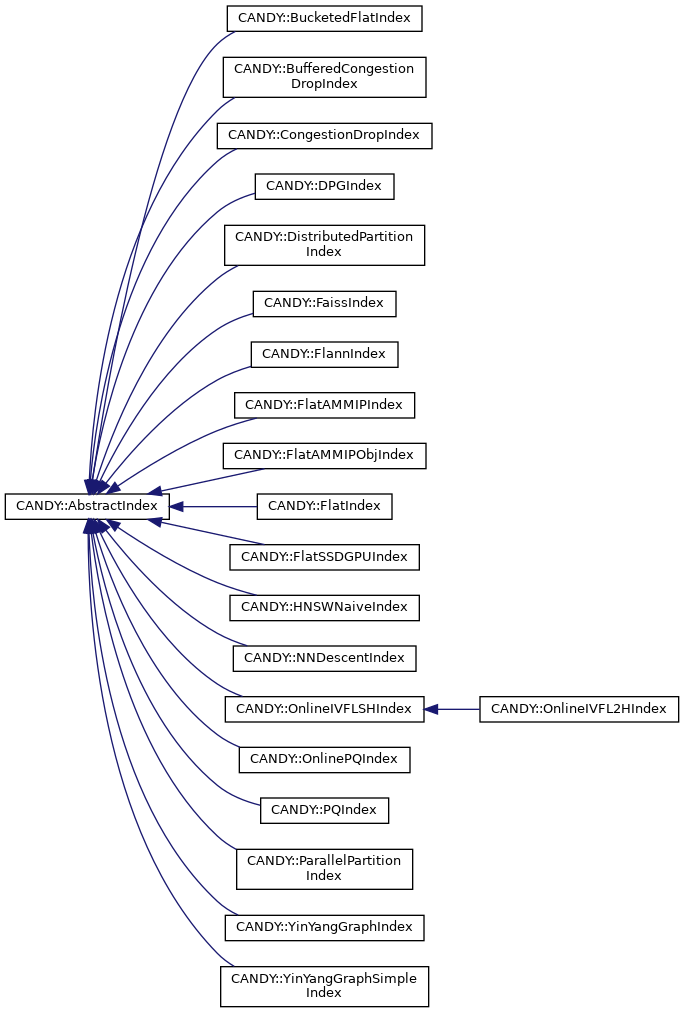 CANDY::BucketedFlatIndex
CANDY::BufferedCongestion
DropIndex
CANDY::CongestionDropIndex
CANDY::DPGIndex
CANDY::DistributedPartition
Index
CANDY::FaissIndex
CANDY::FlannIndex
CANDY::FlatAMMIPIndex
CANDY::FlatAMMIPObjIndex
CANDY::AbstractIndex
CANDY::FlatIndex
CANDY::FlatSSDGPUIndex
CANDY::HNSWNaiveIndex
CANDY::NNDescentIndex
CANDY::OnlineIVFLSHIndex
CANDY::OnlineIVFL2HIndex
CANDY::OnlinePQIndex
CANDY::PQIndex
CANDY::ParallelPartition
Index
CANDY::YinYangGraphIndex
CANDY::YinYangGraphSimple
Index